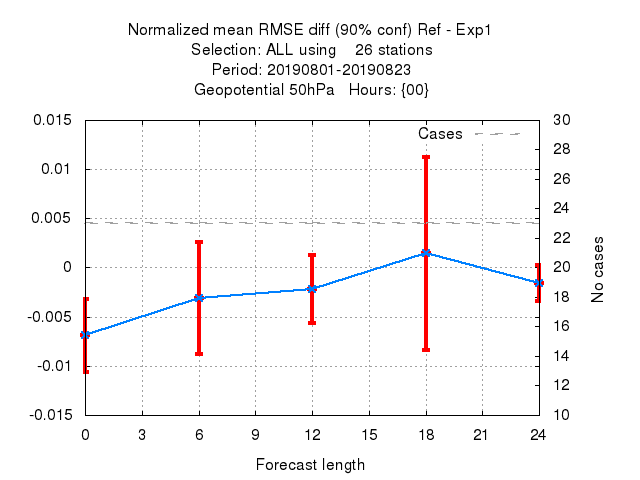 Normalized mean RMSE diff (90% conf) Ref - Exp1
Selection: ALL using 26 stations
Period: 20190801-20190823
Geopotential 50hPa Hours: {00}
Cases
0.015
0.01
0.005
0
-0.005
-0.01
-0.015
30
28
26
24
22
20
18
16
14
12
10
No cases
0 3 6 9 12 15 18 21 24
Forecast length